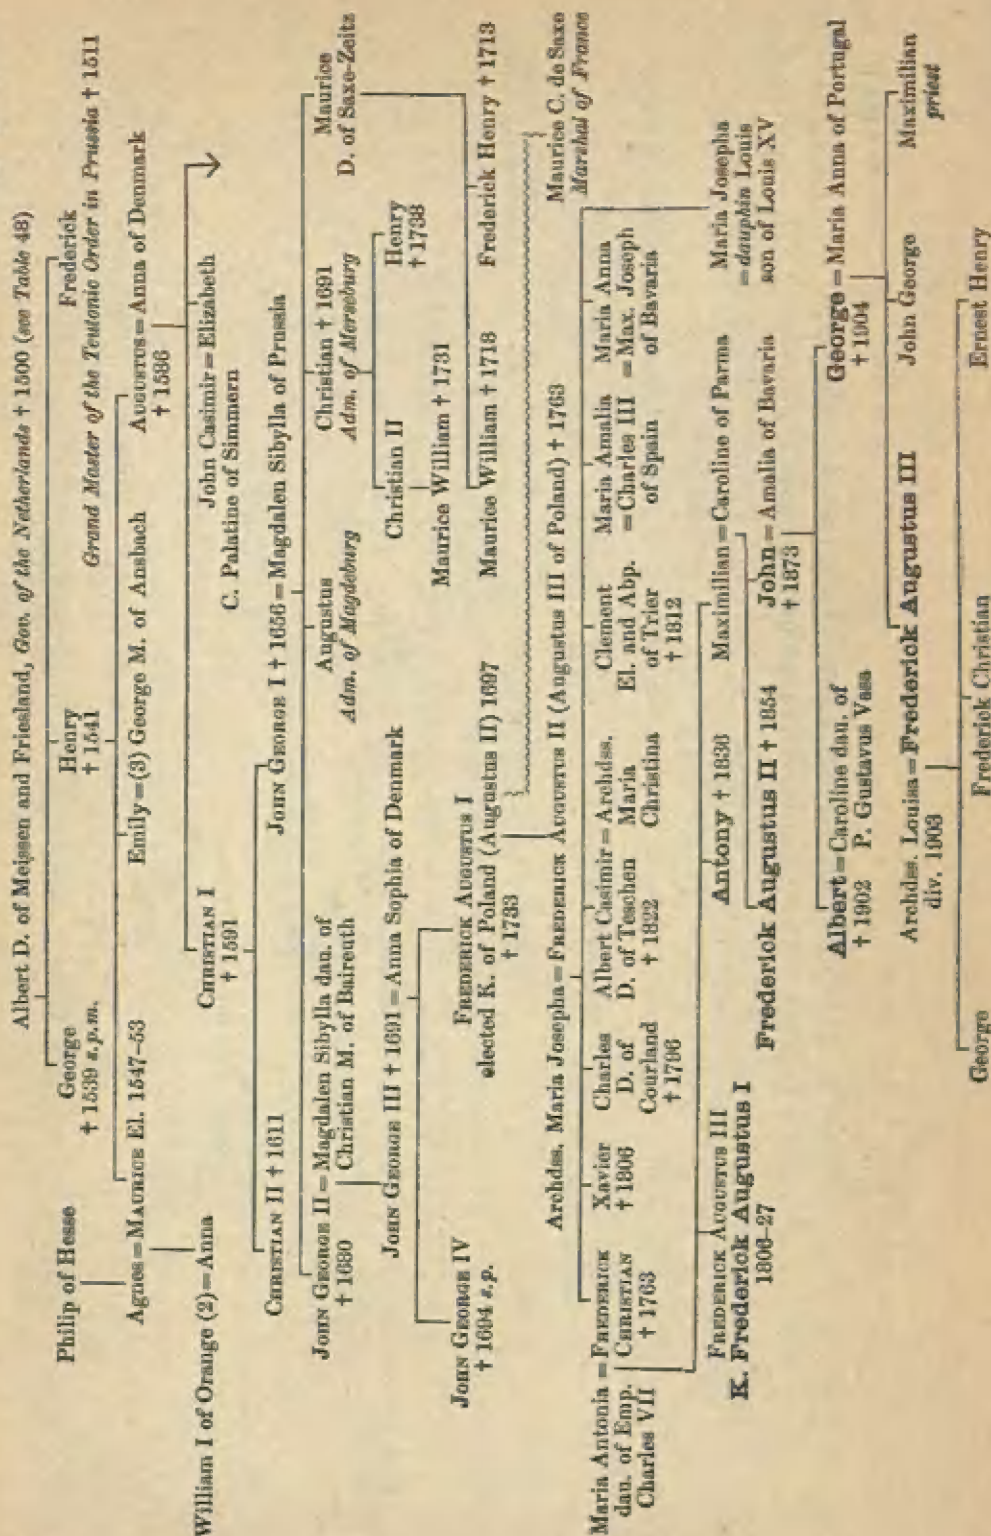 Albert D. of Meissen and Friesland, Gov. of the Netherlands † 1500 (see Table 48)
Philip of Hesse
George
† 1539 s.p.m.
Henry
† 1541
Frederick
Grand Master of the Teutonic Order in Prussia † 1511
Agnes = MAURICE El. 1547–53
Emily = (3) George M. of Ansbach
AUGUSTUS = Anna of Denmark
† 1586
William I of Orange (2) = Anna
CHRISTIAN I
† 1591
John Casimir = Elizabeth
C. Palatine of Simmern
CHRISTIAN II † 1611
JOHN GEORGE I † 1656 = Magdalen Sibylla of Prussia
JOHN GEORGE II = Magdalen Sibylla dau. of
† 1680
Christian M. of Baireuth
Augustus
Adm. of Magdeburg
Christian † 1691
Adm. of Merseburg
Maurice
D. of Saxe-Zeitz
JOHN GEORGE III † 1691 = Anna Sophia of Denmark
Christian II
Henry
† 1738
Maurice William † 1731
JOHN GEORGE IV
† 1694 s.p.
FREDERICK AUGUSTUS I
elected K. of Poland (Augustus II) 1697
† 1733
Maurice William † 1718
Frederick Henry † 1713
Archdss. Maria Josepha = FREDERICK AUGUSTUS II (Augustus III of Poland) † 1763
Maurice C. de Saxe
Marshal of France
Maria Antonia = FREDERICK
dau. of Emp.
Charles VII
CHRISTIAN
† 1763
Xavier
† 1806
Charles
D. of
Courland
† 1796
Albert Casimir = Archdss.
D. of Teschen
† 1822
Maria
Christina
Clement
El. and Abp.
of Trier
† 1812
Maria Amalia
= Charles III
of Spain
Maria Anna
= Max. Joseph
of Bavaria
Maria Josepha
= dauphin Louis
son of Louis XV
FREDERICK AUGUSTUS III
K. Frederick Augustus I
1806–27
Antony † 1836
Maximilian = Caroline of Parma
Frederick Augustus II † 1854
John = Amalia of Bavaria
† 1873
Albert = Caroline dau. of
† 1902
P. Gustavus Vasa
George = Maria Anna of Portugal
† 1904
Archdss. Louisa = Frederick Augustus III
div. 1903
John George
Maximilian
priest
George
Frederick Christian
Ernest Henry